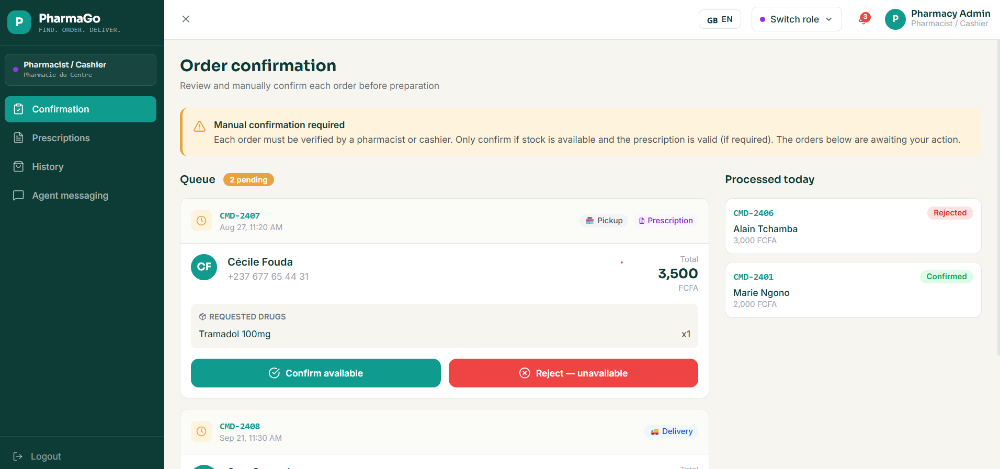 P
PharmaGo
FIND. ORDER. DELIVER.
Pharmacist / Cashier
Pharmacie du Centre
Confirmation
Prescriptions
History
Agent messaging
Logout
GB EN
Switch role
3
P
Pharmacy Admin
Pharmacist / Cashier
Order confirmation
Review and manually confirm each order before preparation
Manual confirmation required
Each order must be verified by a pharmacist or cashier. Only confirm if stock is available and the prescription is valid (if required). The orders below are awaiting your action.
Queue
2 pending
CMD-2407
Aug 27, 11:20 AM
Pickup
Prescription
CF
Cécile Fouda
+237 677 65 44 31
Total
3,500
FCFA
REQUESTED DRUGS
Tramadol 100mg
x1
Confirm available
Reject — unavailable
CMD-2408
Sep 21, 11:30 AM
Delivery
Total
Processed today
CMD-2406
Rejected
Alain Tchamba
3,000 FCFA
CMD-2401
Confirmed
Marie Ngono
2,000 FCFA